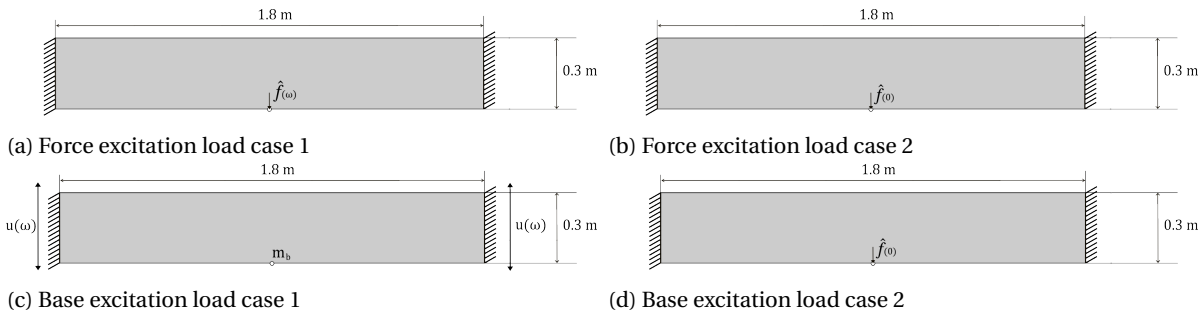 1.8 m
0.3 m
f̂(ω)
(a) Force excitation load case 1
1.8 m
0.3 m
f̂(0)
(b) Force excitation load case 2
1.8 m
u(ω)
u(ω)
0.3 m
m_b
(c) Base excitation load case 1
1.8 m
0.3 m
f̂(0)
(d) Base excitation load case 2